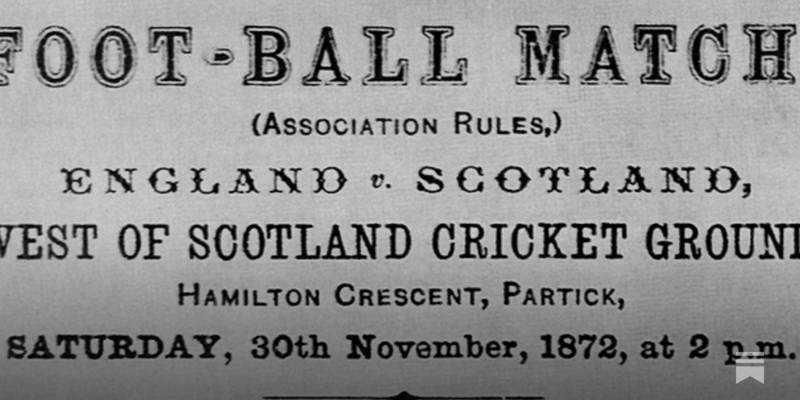 FOOT-BALL MATCH
(ASSOCIATION RULES,)
ENGLAND v. SCOTLAND,
WEST OF SCOTLAND CRICKET GROUND
HAMILTON CRESCENT, PARTICK,
SATURDAY, 30th November, 1872, at 2 p.m.